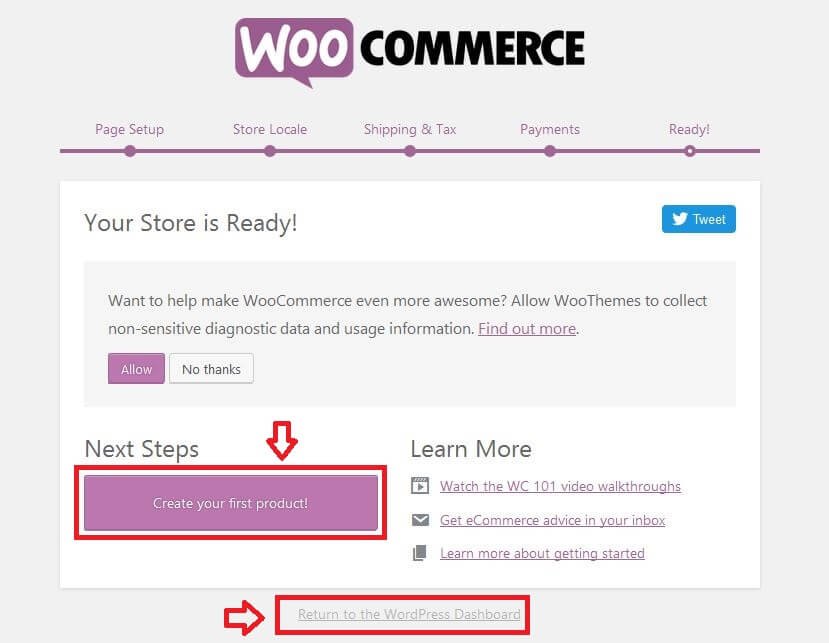 WOO COMMERCE
Page Setup
Store Locale
Shipping & Tax
Payments
Ready!
Your Store is Ready!
Tweet
Want to help make WooCommerce even more awesome? Allow WooThemes to collect
non-sensitive diagnostic data and usage information. Find out more.
Allow
No thanks
Next Steps
Create your first product!
Learn More
Watch the WC 101 video walkthroughs
Get eCommerce advice in your inbox
Learn more about getting started
Return to the WordPress Dashboard